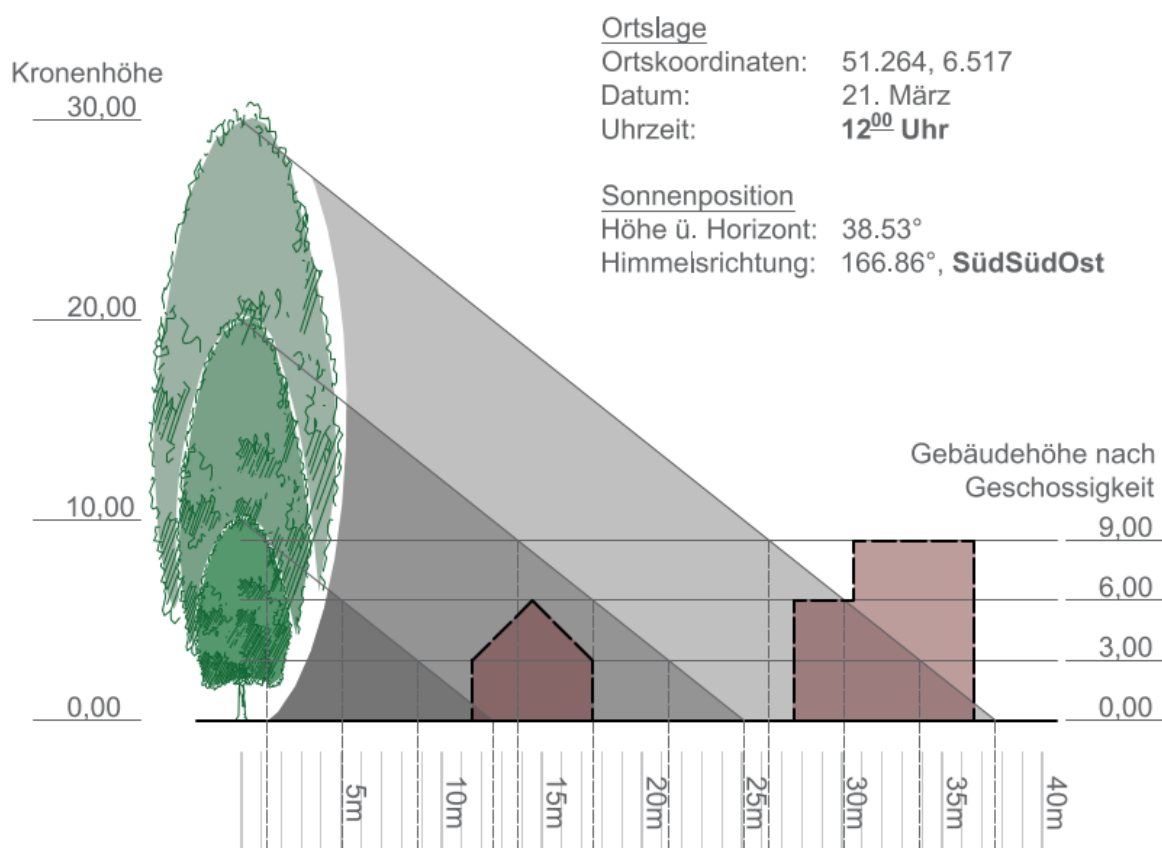 Ortslage
Ortskoordinaten: 51.264, 6.517
Datum: 21. März
Uhrzeit: 12⁰⁰ Uhr
Sonnenposition
Höhe ü. Horizont: 38.53°
Himmelsrichtung: 166.86°, SüdSüdOst
Kronenhöhe
30,00
20,00
10,00
0,00
Gebäudehöhe nach
Geschossigkeit
9,00
6,00
3,00
0,00
5m 10m 15m 20m 25m 30m 35m 40m